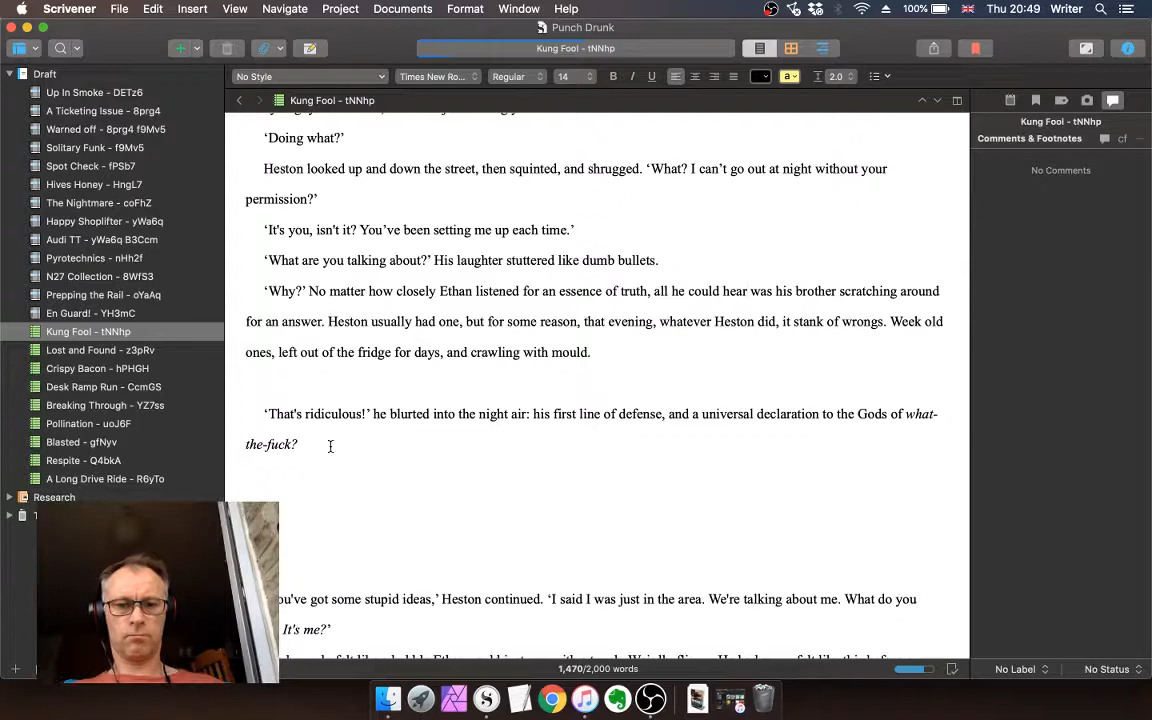 Scrivener File Edit Insert View Navigate Project Documents Format Window Help 100% Thu 20:49 Writer
Punch Drunk
Kung Fool - tNNhp
No Style Times New Ro... Regular 14 B I U a 2.0
Draft
Up In Smoke - DETz6
A Ticketing Issue - 8prg4
Warned off - 8prg4 f9Mv5
Solitary Funk - f9Mv5
Spot Check - fPSb7
Hives Honey - HngL7
The Nightmare - coFhZ
Happy Shoplifter - yWa6q
Audi TT - yWa6q B3Ccm
Pyrotechnics - nHh2f
N27 Collection - 8WfS3
Prepping the Rail - oYaAq
En Guard! - YH3mC
Kung Fool - tNNhp
Lost and Found - z3pRv
Crispy Bacon - hPHGH
Desk Ramp Run - CcmGS
Breaking Through - YZ7ss
Pollination - uoJ6F
Blasted - gfNyv
Respite - Q4bkA
A Long Drive Ride - R6yTo
Research
T
Kung Fool - tNNhp
‘Doing what?’
Heston looked up and down the street, then squinted, and shrugged. ‘What? I can’t go out at night without your
permission?’
‘It's you, isn't it? You’ve been setting me up each time.’
‘What are you talking about?’ His laughter stuttered like dumb bullets.
‘Why?’ No matter how closely Ethan listened for an essence of truth, all he could hear was his brother scratching around
for an answer. Heston usually had one, but for some reason, that evening, whatever Heston did, it stank of wrongs. Week old
ones, left out of the fridge for days, and crawling with mould.
‘That's ridiculous!’ he blurted into the night air: his first line of defense, and a universal declaration to the Gods of what-
the-fuck?
ou've got some stupid ideas,’ Heston continued. ‘I said I was just in the area. We're talking about me. What do you
It's me?’
1,470/2,000 words
Kung Fool - tNNhp
Comments & Footnotes cf
No Comments
No Label No Status